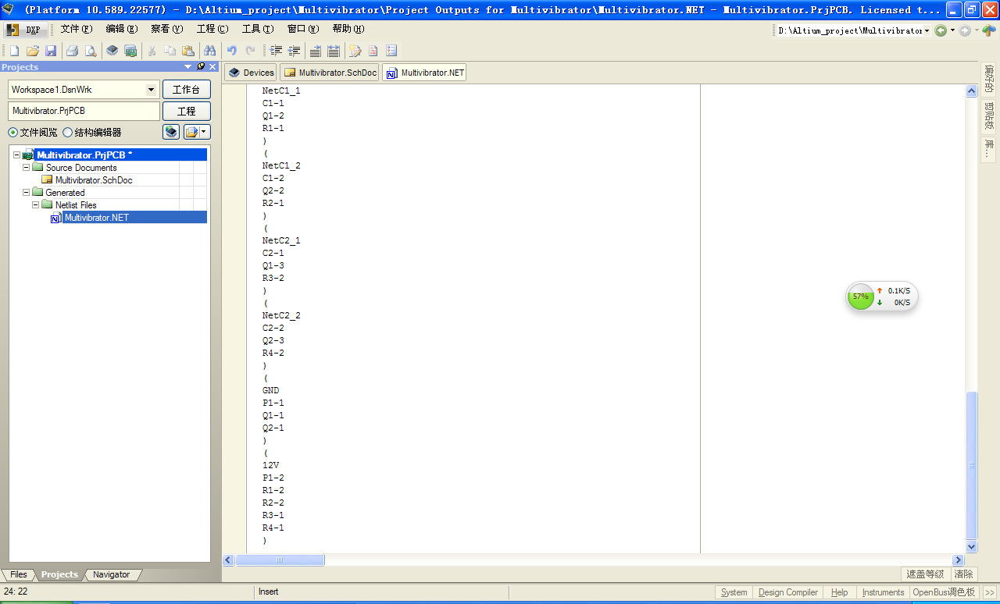 (Platform 10.589.22577) - D:\Altium_project\Multivibrator\Project Outputs for Multivibrator\Multivibrator.NET - Multivibrator.PrjPCB. Licensed t...
DXP 文件(F) 编辑(E) 察看(V) 工程(C) 工具(T) 窗口(W) 帮助(H) D:\Altium_project\Multivibrator
Projects
Workspace1.DsnWrk 工作台
Multivibrator.PrjPCB 工程
文件阅览 结构编辑器
Multivibrator.PrjPCB *
Source Documents
Multivibrator.SchDoc
Generated
Netlist Files
Multivibrator.NET
Files Projects Navigator
Devices Multivibrator.SchDoc Multivibrator.NET
NetC1_1
C1-1
Q1-2
R1-1
)
(
NetC1_2
C1-2
Q2-2
R2-1
)
(
NetC2_1
C2-1
Q1-3
R3-2
)
(
NetC2_2
C2-2
Q2-3
R4-2
)
(
GND
P1-1
Q1-1
Q2-1
)
(
12V
P1-2
R1-2
R2-2
R3-1
R4-1
)
57% 0.1K/S
0K/S
偏好的
剪贴板
库...
遮盖等级 清除
24: 22 Insert System Design Compiler Help Instruments OpenBus调色板 >>